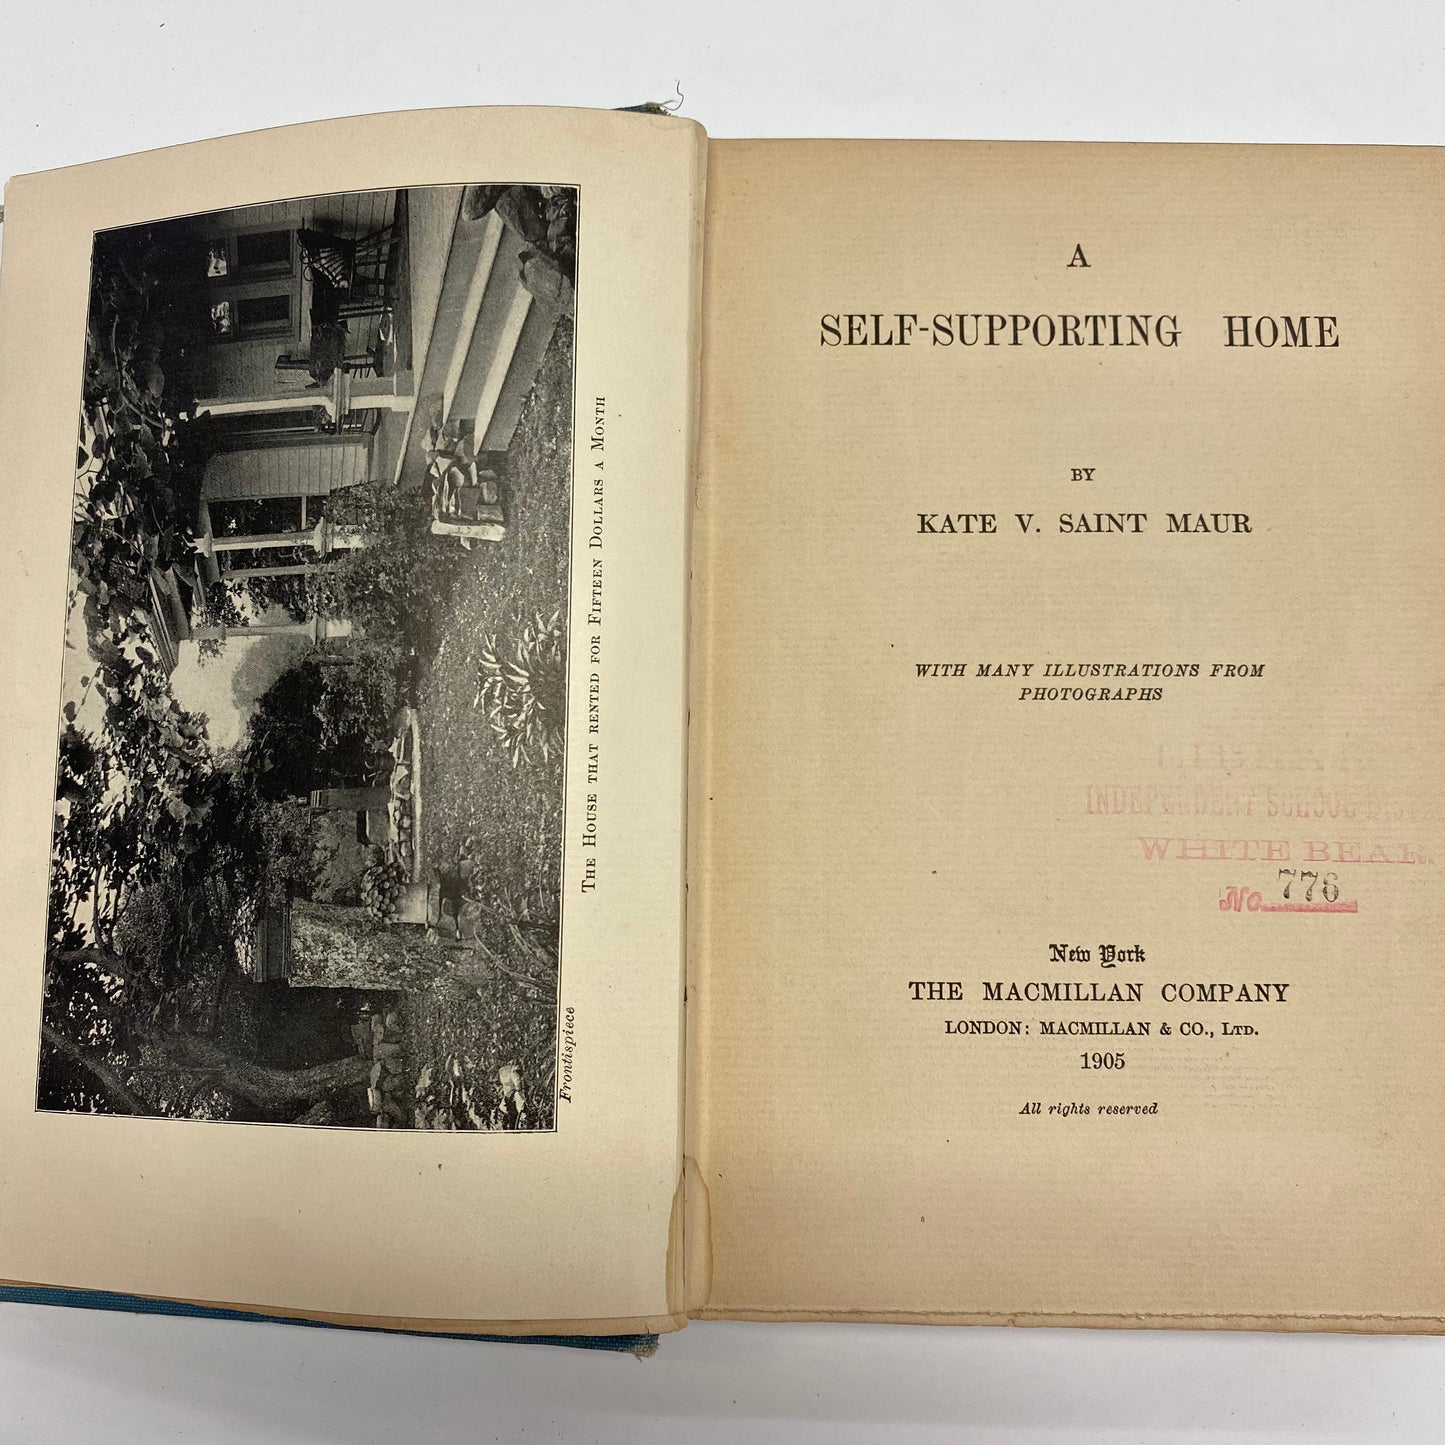 THE HOUSE THAT RENTED FOR FIFTEEN DOLLARS A MONTH
Frontispiece
A
SELF-SUPPORTING HOME
BY
KATE V. SAINT MAUR
WITH MANY ILLUSTRATIONS FROM
PHOTOGRAPHS
INDEPENDENT SCHOOL
WHITE BEAR
No. 776
New York
THE MACMILLAN COMPANY
LONDON: MACMILLAN & CO., LTD.
1905
All rights reserved